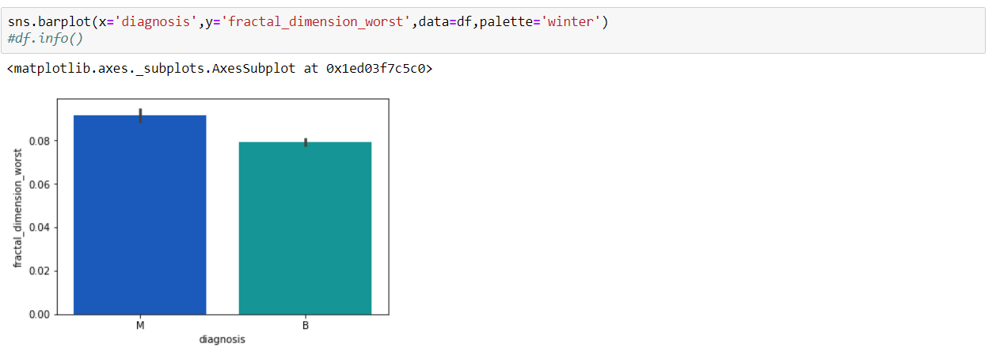 sns.barplot(x='diagnosis',y='fractal_dimension_worst',data=df,palette='winter')
#df.info()
<matplotlib.axes._subplots.AxesSubplot at 0x1ed03f7c5c0>
fractal_dimension_worst
0.08
0.06
0.04
0.02
0.00
M B
diagnosis